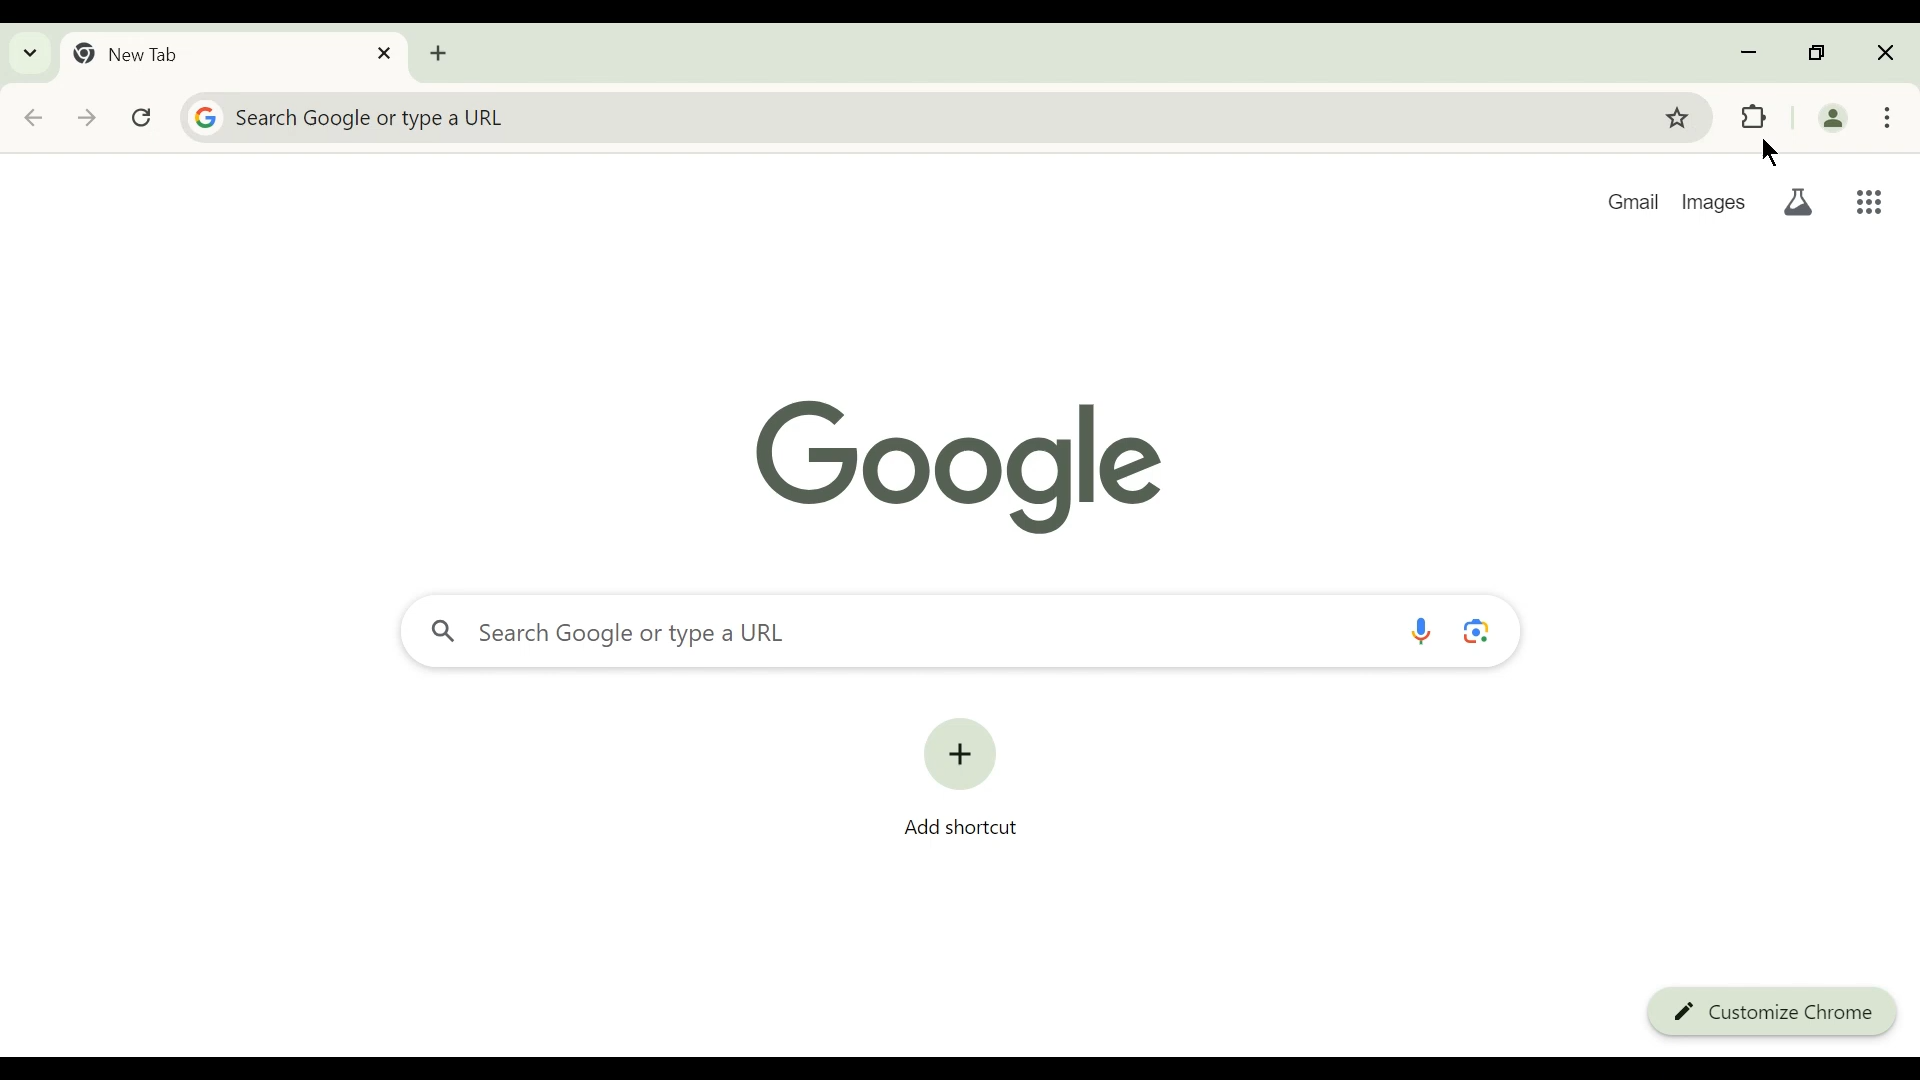 New Tab
Search Google or type a URL
Gmail Images
Google
Search Google or type a URL
Add shortcut
Customize Chrome